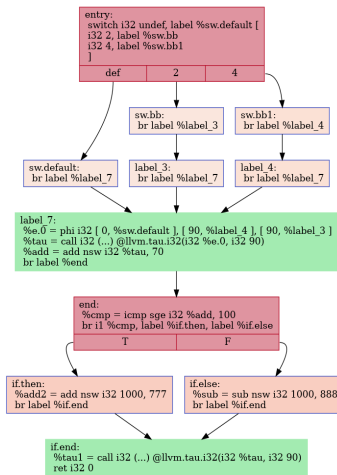 entry:
switch i32 undef, label %sw.default [
i32 2, label %sw.bb
i32 4, label %sw.bb1
]
def 2 4
sw.bb:
br label %label_3
sw.bb1:
br label %label_4
sw.default:
br label %label_7
label_3:
br label %label_7
label_4:
br label %label_7
label_7:
%e.0 = phi i32 [ 0, %sw.default ], [ 90, %label_4 ], [ 90, %label_3 ]
%tau = call i32 (...) @llvm.tau.i32(i32 %e.0, i32 90)
%add = add nsw i32 %tau, 70
br label %end
end:
%cmp = icmp sge i32 %add, 100
br i1 %cmp, label %if.then, label %if.else
T F
if.then:
%add2 = add nsw i32 1000, 777
br label %if.end
if.else:
%sub = sub nsw i32 1000, 888
br label %if.end
if.end:
%tau1 = call i32 (...) @llvm.tau.i32(i32 %tau, i32 90)
ret i32 0